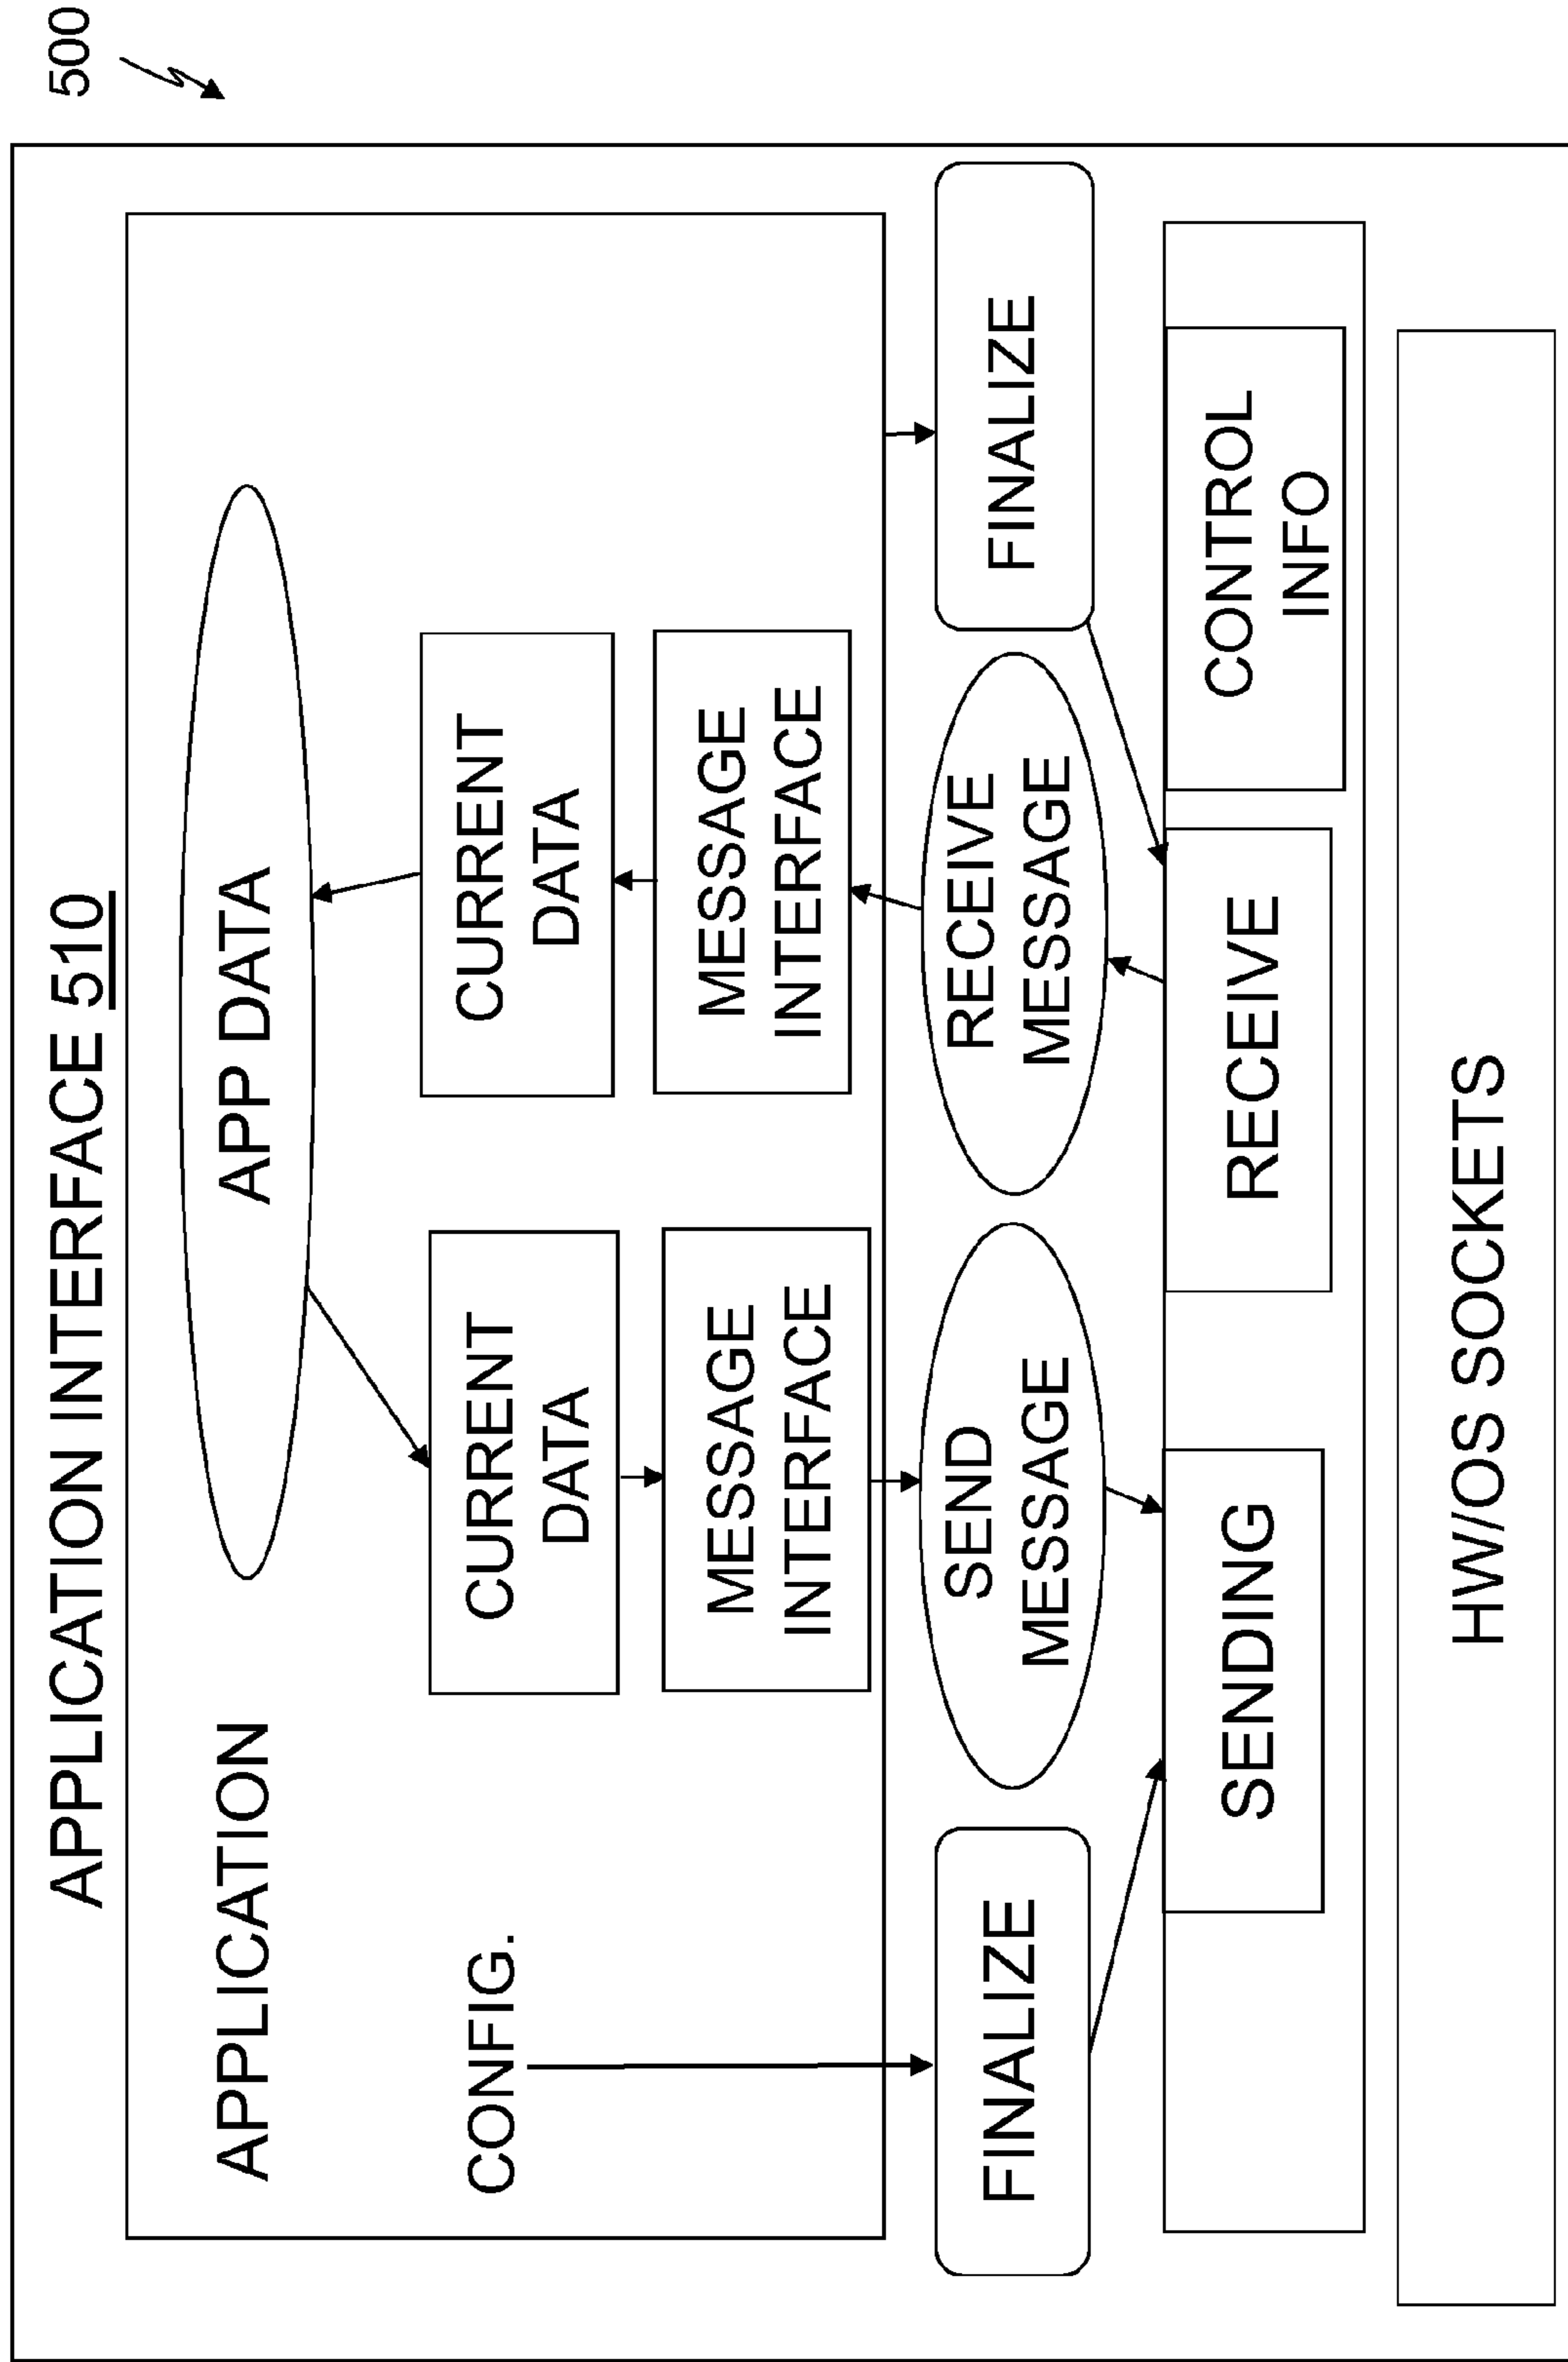 500
APPLICATION INTERFACE 510
APPLICATION
APP DATA
CONFIG.
CURRENT
DATA
CURRENT
DATA
MESSAGE
INTERFACE
MESSAGE
INTERFACE
FINALIZE
SEND
MESSAGE
RECEIVE
MESSAGE
FINALIZE
SENDING
RECEIVE
CONTROL
INFO
HW/OS SOCKETS